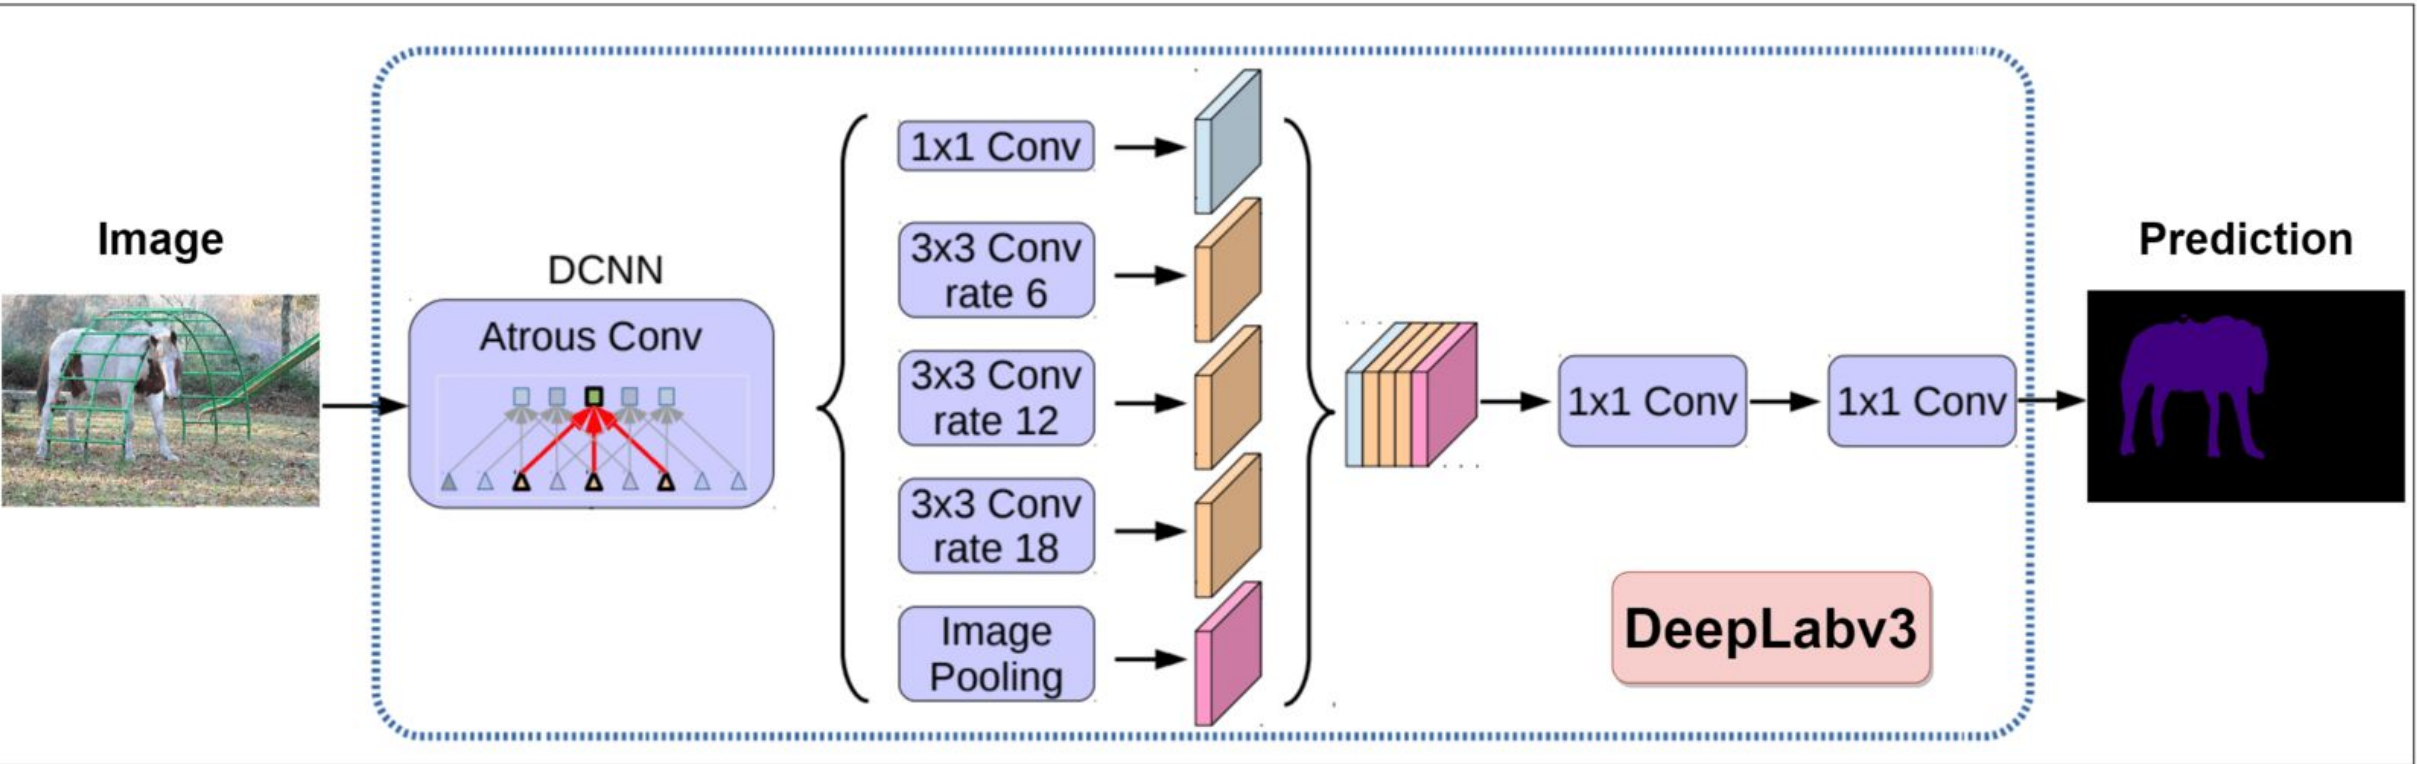 Image
DCNN
Atrous Conv
1x1 Conv
3x3 Conv
rate 6
3x3 Conv
rate 12
3x3 Conv
rate 18
Image
Pooling
1x1 Conv
1x1 Conv
DeepLabv3
Prediction